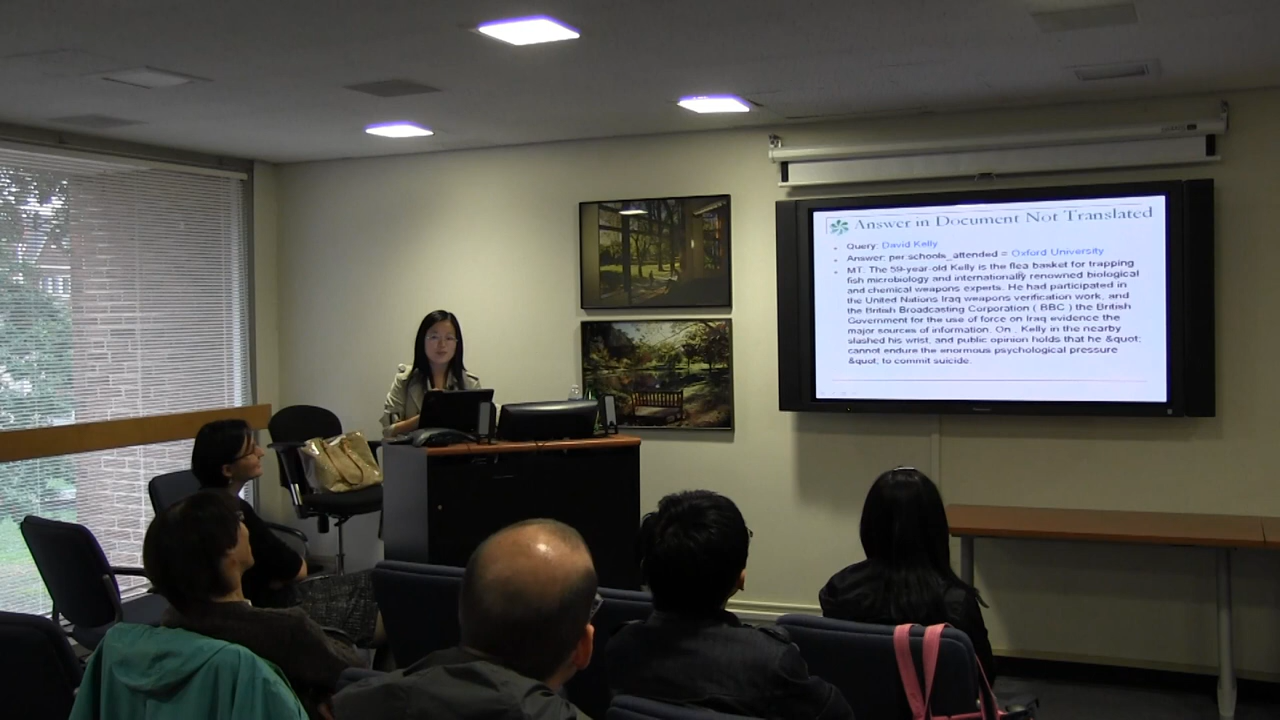 Answer in Document Not Translated
Query: David Kelly
Answer: per:schools_attended = Oxford University
MT: The 59-year-old Kelly is the flea basket for trapping
fish microbiology and internationally renowned biological
and chemical weapons experts. He had participated in
the United Nations Iraq weapons verification work, and
the British Broadcasting Corporation ( BBC ) the British
Government for the use of force on Iraq evidence the
major sources of information. On , Kelly in the nearby
slashed his wrist, and public opinion holds that he &quot;
cannot endure the enormous psychological pressure
&quot; to commit suicide.